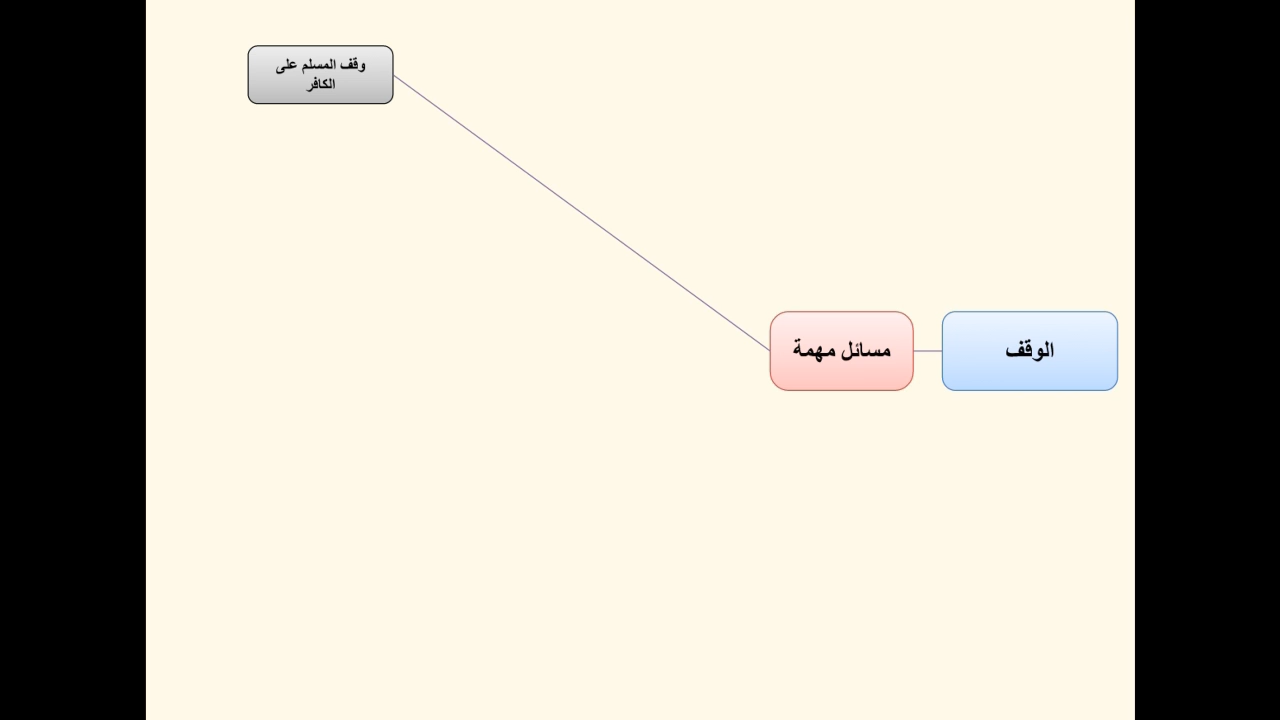 الوقف
مسائل مهمة
وقف المسلم على
الكافر